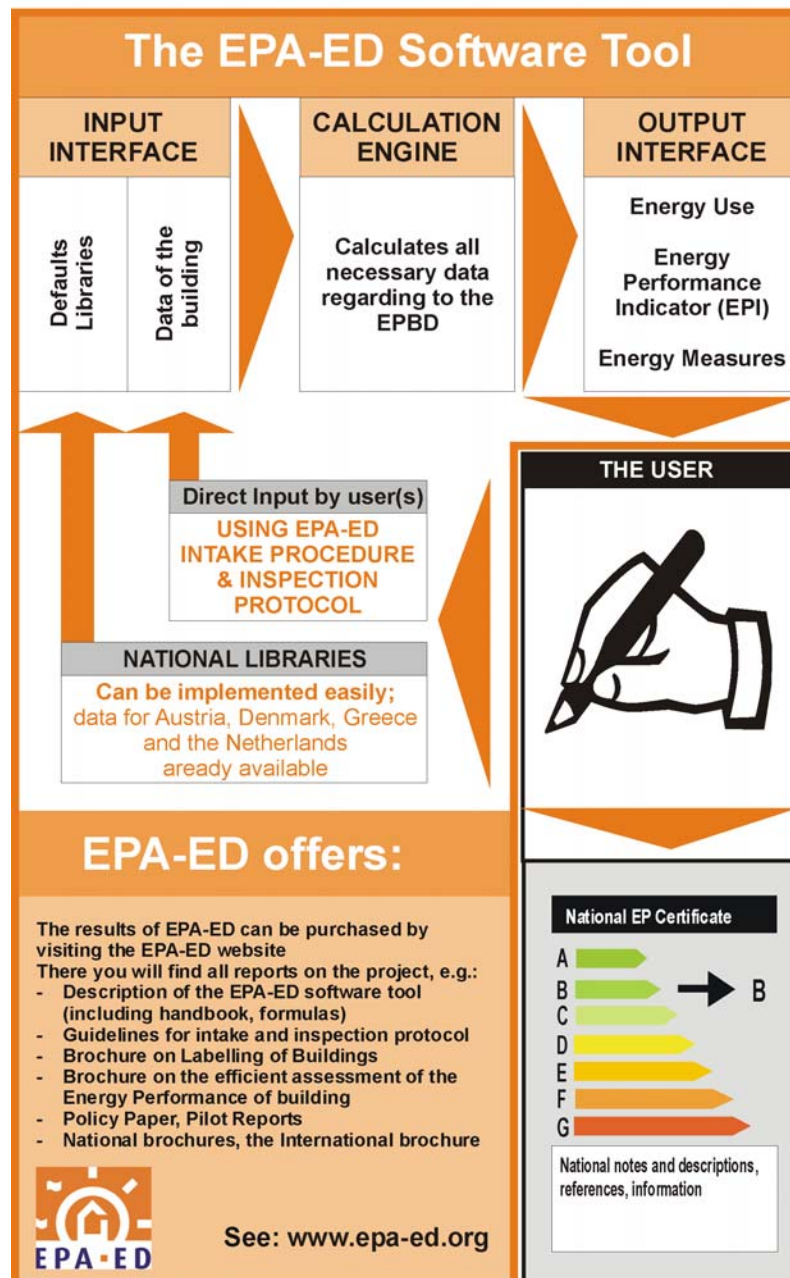 The EPA-ED Software Tool
INPUT
INTERFACE
Defaults
Libraries
Data of the
building
CALCULATION
ENGINE
Calculates all
necessary data
regarding to the
EPBD
OUTPUT
INTERFACE
Energy Use
Energy
Performance
Indicator (EPI)
Energy Measures
Direct Input by user(s)
USING EPA-ED
INTAKE PROCEDURE
& INSPECTION
PROTOCOL
NATIONAL LIBRARIES
Can be implemented easily;
data for Austria, Denmark, Greece
and the Netherlands
aready available
THE USER
EPA-ED offers:
The results of EPA-ED can be purchased by
visiting the EPA-ED website
There you will find all reports on the project, e.g.:
- Description of the EPA-ED software tool
(including handbook, formulas)
- Guidelines for intake and inspection protocol
- Brochure on Labelling of Buildings
- Brochure on the efficient assessment of the
Energy Performance of building
- Policy Paper, Pilot Reports
- National brochures, the International brochure
EPA-ED
See: www.epa-ed.org
National EP Certificate
A
B B
C
D
E
F
G
National notes and descriptions,
references, information